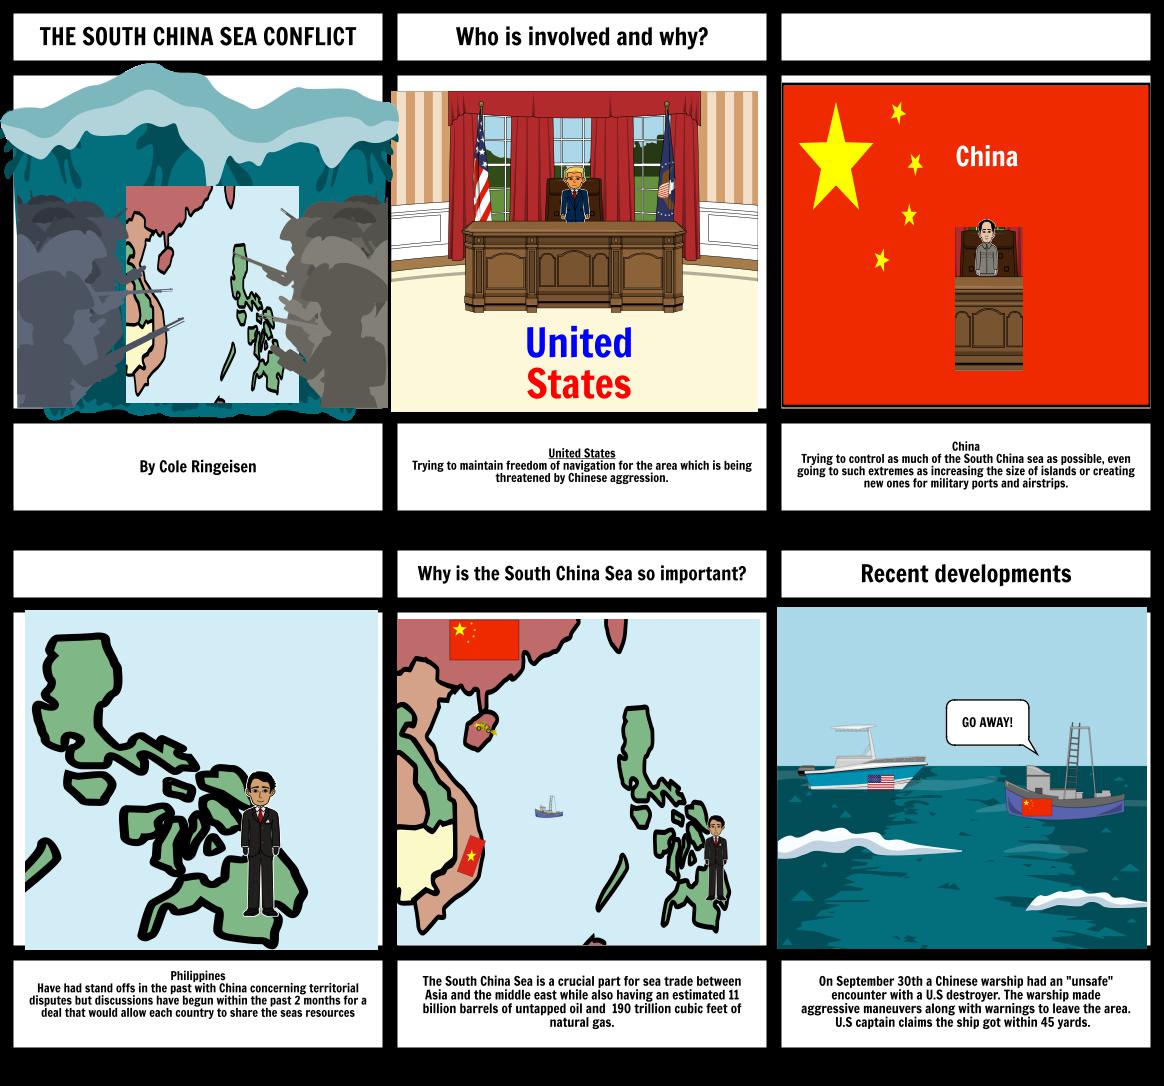 THE SOUTH CHINA SEA CONFLICT
Who is involved and why?
China
United
States
By Cole Ringeisen
United States
Trying to maintain freedom of navigation for the area which is being
threatened by Chinese aggression.
China
Trying to control as much of the South China sea as possible, even
going to such extremes as increasing the size of islands or creating
new ones for military ports and airstrips.
Why is the South China Sea so important?
Recent developments
GO AWAY!
Philippines
Have had stand offs in the past with China concerning territorial
disputes but discussions have begun within the past 2 months for a
deal that would allow each country to share the seas resources
The South China Sea is a crucial part for sea trade between
Asia and the middle east while also having an estimated 11
billion barrels of untapped oil and 190 trillion cubic feet of
natural gas.
On September 30th a Chinese warship had an "unsafe"
encounter with a U.S destroyer. The warship made
aggressive maneuvers along with warnings to leave the area.
U.S captain claims the ship got within 45 yards.